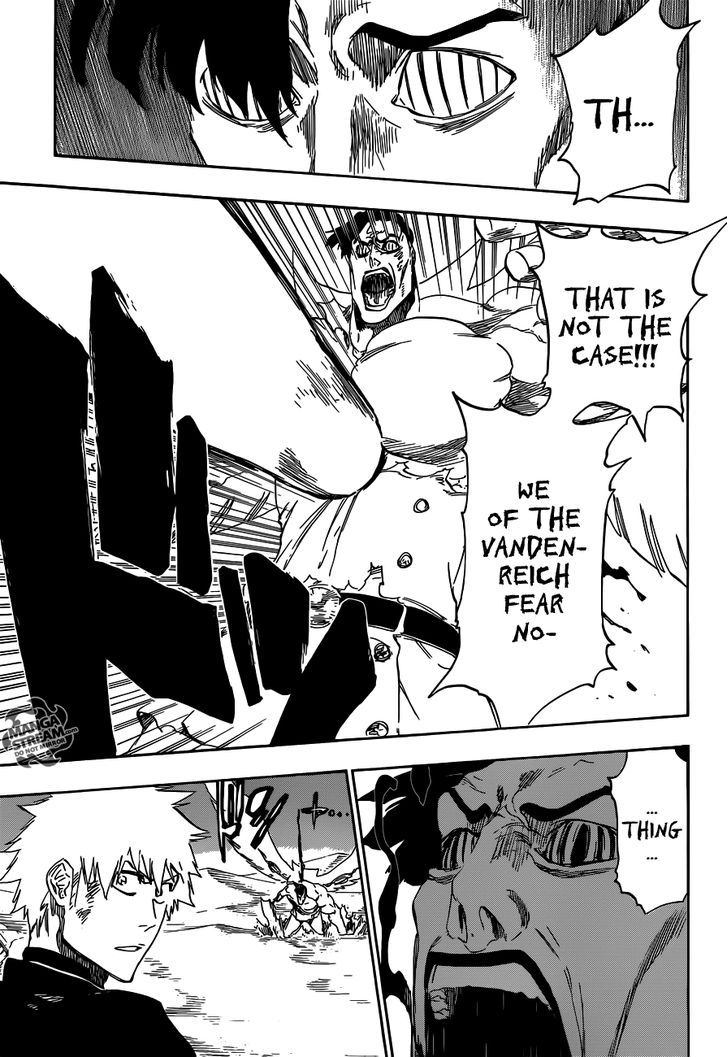 TH...
THAT IS
NOT THE
CASE!!!
WE
OF THE
VANDEN-
REICH
FEAR
NO-
...
THING
...
MANGA
STREAM.com
DO NOT MIRROR!